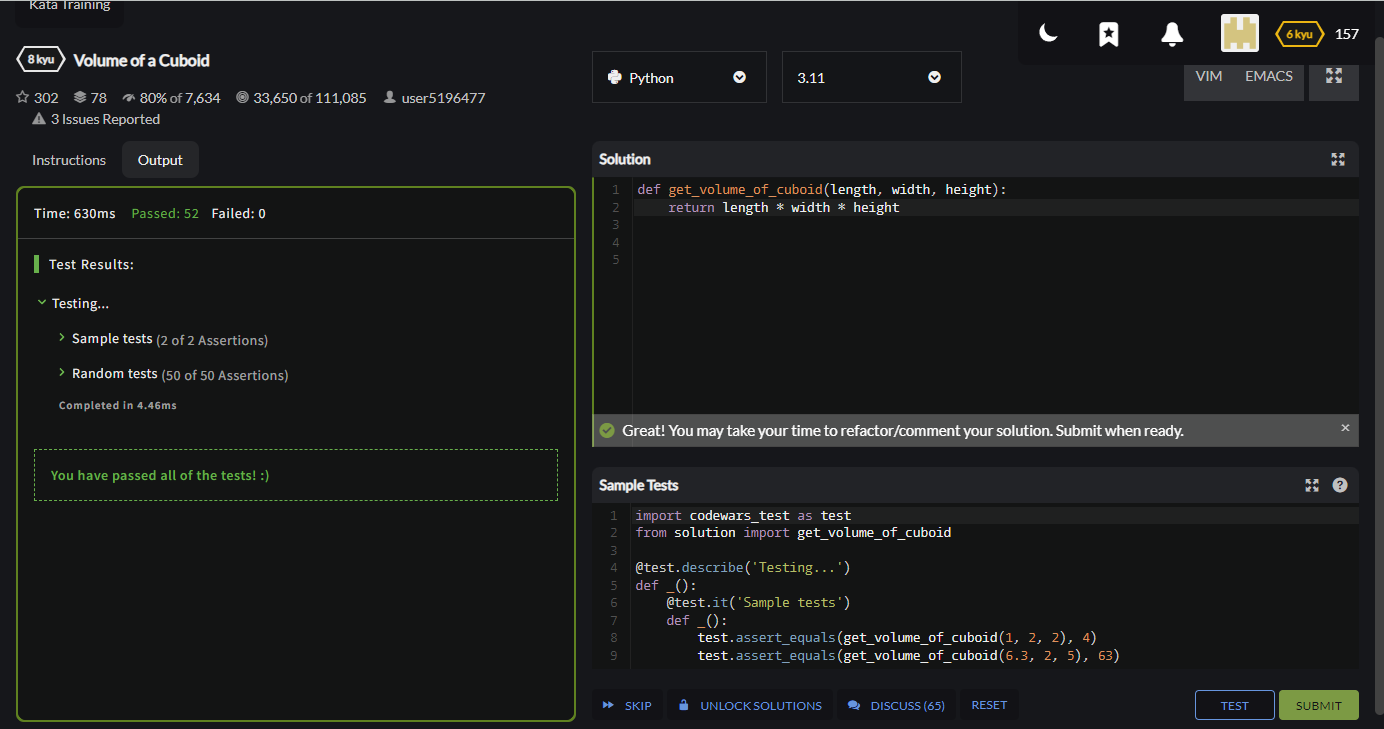 Kata Training
6 kyu 157
8 kyu Volume of a Cuboid
302 78 80% of 7,634 33,650 of 111,085 user5196477
3 Issues Reported
Python
3.11
VIM EMACS
Instructions Output
Time: 630ms Passed: 52 Failed: 0
Test Results:
Testing...
Sample tests (2 of 2 Assertions)
Random tests (50 of 50 Assertions)
Completed in 4.46ms
You have passed all of the tests! :)
Solution
1 def get_volume_of_cuboid(length, width, height):
2     return length * width * height
3
4
5
Great! You may take your time to refactor/comment your solution. Submit when ready. ×
Sample Tests ?
1 import codewars_test as test
2 from solution import get_volume_of_cuboid
3
4 @test.describe('Testing...')
5 def _():
6     @test.it('Sample tests')
7     def _():
8         test.assert_equals(get_volume_of_cuboid(1, 2, 2), 4)
9         test.assert_equals(get_volume_of_cuboid(6.3, 2, 5), 63)
SKIP UNLOCK SOLUTIONS DISCUSS (65) RESET TEST SUBMIT